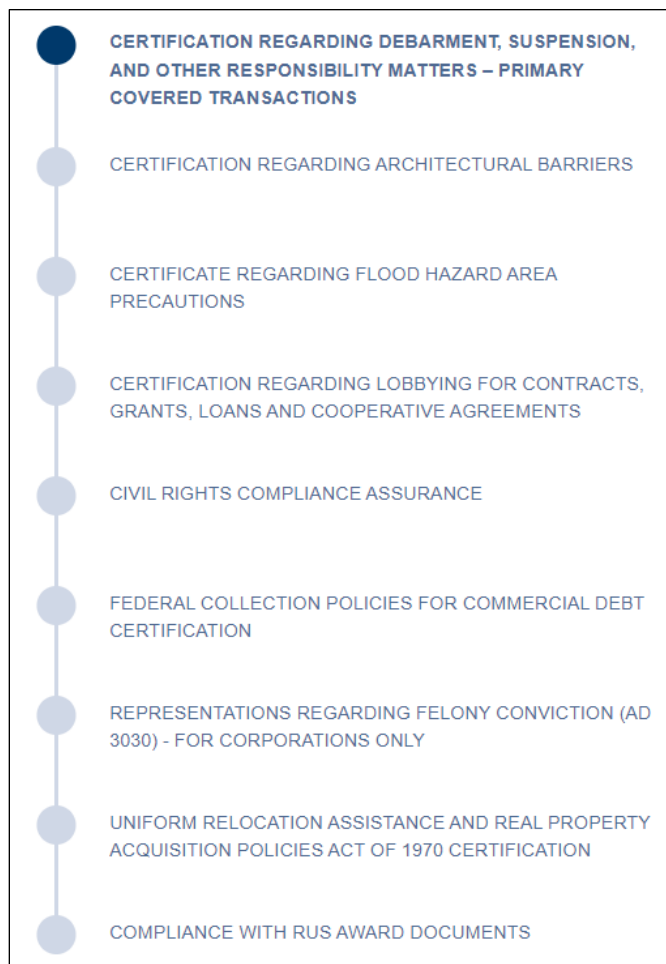 CERTIFICATION REGARDING DEBARMENT, SUSPENSION,
AND OTHER RESPONSIBILITY MATTERS – PRIMARY
COVERED TRANSACTIONS
CERTIFICATION REGARDING ARCHITECTURAL BARRIERS
CERTIFICATE REGARDING FLOOD HAZARD AREA
PRECAUTIONS
CERTIFICATION REGARDING LOBBYING FOR CONTRACTS,
GRANTS, LOANS AND COOPERATIVE AGREEMENTS
CIVIL RIGHTS COMPLIANCE ASSURANCE
FEDERAL COLLECTION POLICIES FOR COMMERCIAL DEBT
CERTIFICATION
REPRESENTATIONS REGARDING FELONY CONVICTION (AD
3030) - FOR CORPORATIONS ONLY
UNIFORM RELOCATION ASSISTANCE AND REAL PROPERTY
ACQUISITION POLICIES ACT OF 1970 CERTIFICATION
COMPLIANCE WITH RUS AWARD DOCUMENTS